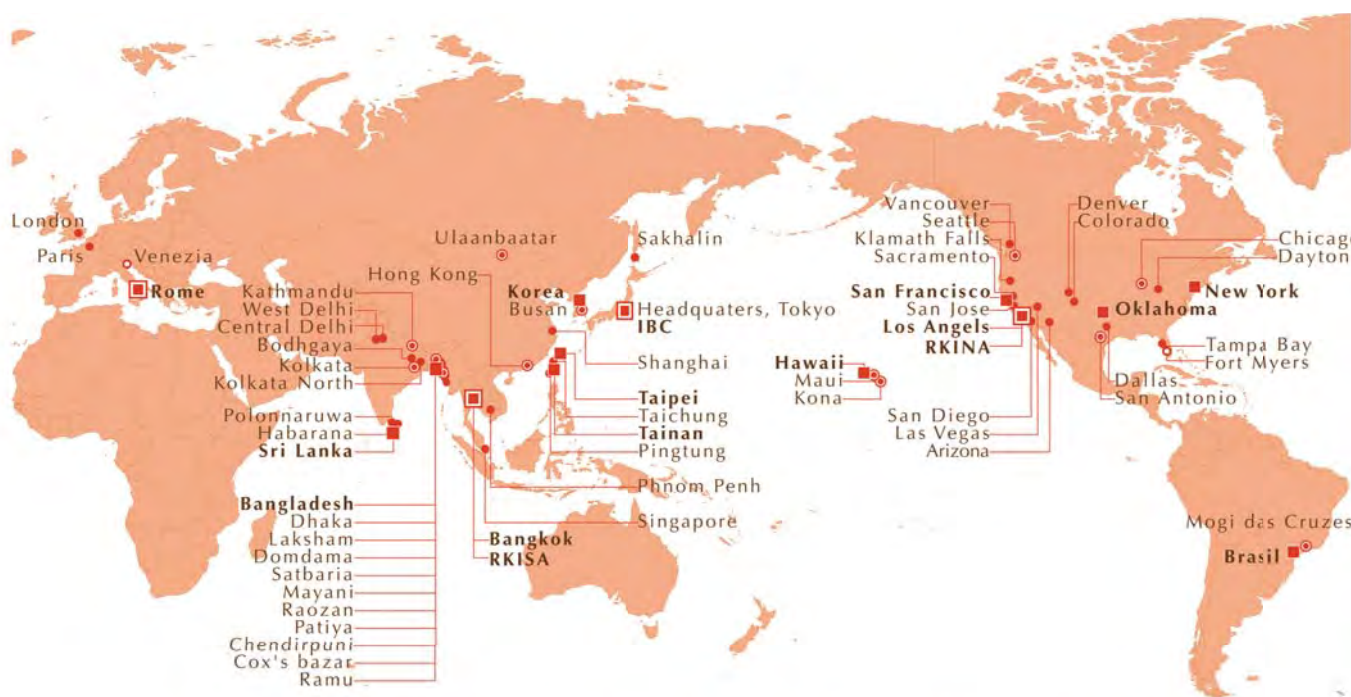 London
Paris
Venezia
Rome
Ulaanbaatar
Sakhalin
Hong Kong
Kathmandu
West Delhi
Central Delhi
Bodhgaya
Kolkata
Kolkata North
Korea
Busan
Headquaters, Tokyo
IBC
Shanghai
Polonnaruwa
Habarana
Sri Lanka
Taipei
Taichung
Tainan
Pingtung
Phnom Penh
Singapore
Bangkok
RKISA
Bangladesh
Dhaka
Laksham
Domdama
Satbaria
Mayani
Raozan
Patiya
Chendirpuni
Cox's bazar
Ramu
Vancouver
Seattle
Klamath Falls
Sacramento
San Francisco
San Jose
Los Angels
RKINA
Denver
Colorado
Chicago
Dayton
New York
Oklahoma
Tampa Bay
Fort Myers
Dallas
San Antonio
Hawaii
Maui
Kona
San Diego
Las Vegas
Arizona
Mogi das Cruzes
Brasil